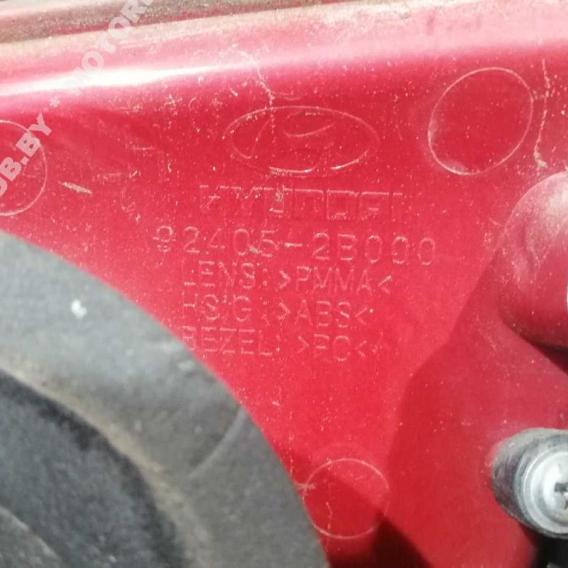 HYUNDAI
92405-2B000
LENS:>PMMA<
HS'G:>ABS<
BEZEL:>PC<